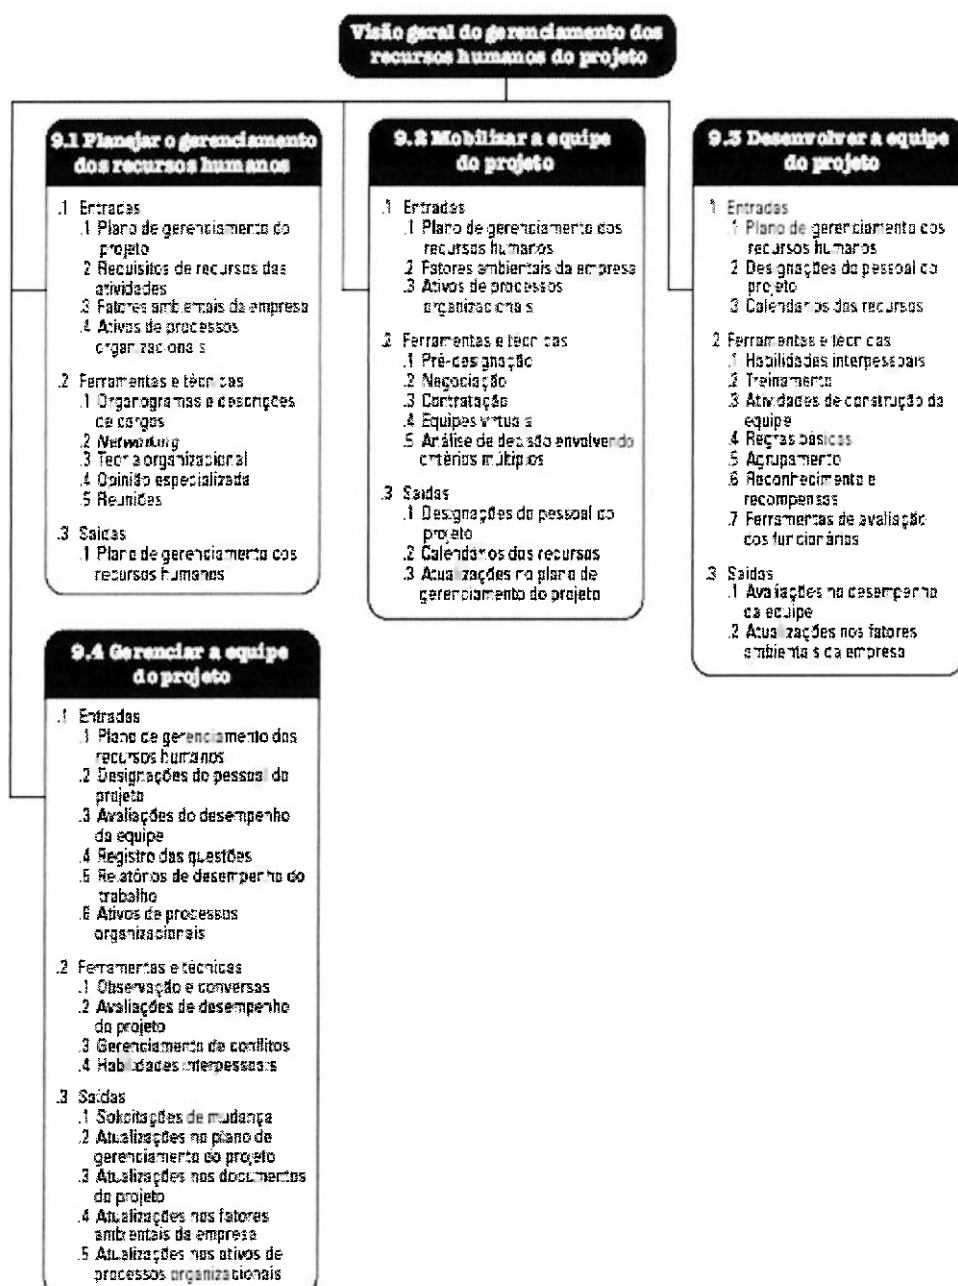 Visão geral do gerenciamento dos
recursos humanos do projeto
9.1 Planejar o gerenciamento
dos recursos humanos
.1 Entradas
.1 Plano de gerenciamento do
projeto
.2 Requisitos de recursos das
atividades
.3 Fatores ambientais da empresa
.4 Ativos de processos
organizacionais
.2 Ferramentas e técnicas
.1 Organogramas e descrições
de cargos
.2 Networking
.3 Teoria organizacional
.4 Opinião especializada
.5 Reuniões
.3 Saídas
.1 Plano de gerenciamento dos
recursos humanos
9.2 Mobilizar a equipe
do projeto
.1 Entradas
.1 Plano de gerenciamento dos
recursos humanos
.2 Fatores ambientais da empresa
.3 Ativos de processos
organizacionais
.2 Ferramentas e técnicas
.1 Pré-designação
.2 Negociação
.3 Contratação
.4 Equipes virtuais
.5 Análise de decisão envolvendo
critérios múltiplos
.3 Saídas
.1 Designações do pessoal do
projeto
.2 Calendários dos recursos
.3 Atualizações no plano de
gerenciamento do projeto
9.3 Desenvolver a equipe
do projeto
.1 Entradas
.1 Plano de gerenciamento dos
recursos humanos
.2 Designações do pessoal do
projeto
.3 Calendários dos recursos
.2 Ferramentas e técnicas
.1 Habilidades interpessoais
.2 Treinamento
.3 Atividades de construção da
equipe
.4 Regras básicas
.5 Agrupamento
.6 Reconhecimento e
recompensas
.7 Ferramentas de avaliação
dos funcionários
.3 Saídas
.1 Avaliações no desempenho
da equipe
.2 Atualizações nos fatores
ambientais da empresa
9.4 Gerenciar a equipe
do projeto
.1 Entradas
.1 Plano de gerenciamento dos
recursos humanos
.2 Designações do pessoal do
projeto
.3 Avaliações do desempenho
da equipe
.4 Registro das questões
.5 Relatórios de desempenho do
trabalho
.6 Ativos de processos
organizacionais
.2 Ferramentas e técnicas
.1 Observação e conversas
.2 Avaliações de desempenho
do projeto
.3 Gerenciamento de conflitos
.4 Habilidades interpessoais
.3 Saídas
.1 Solicitações de mudança
.2 Atualizações no plano de
gerenciamento do projeto
.3 Atualizações nos documentos
do projeto
.4 Atualizações nos fatores
ambientais da empresa
.5 Atualizações nos ativos de
processos organizacionais